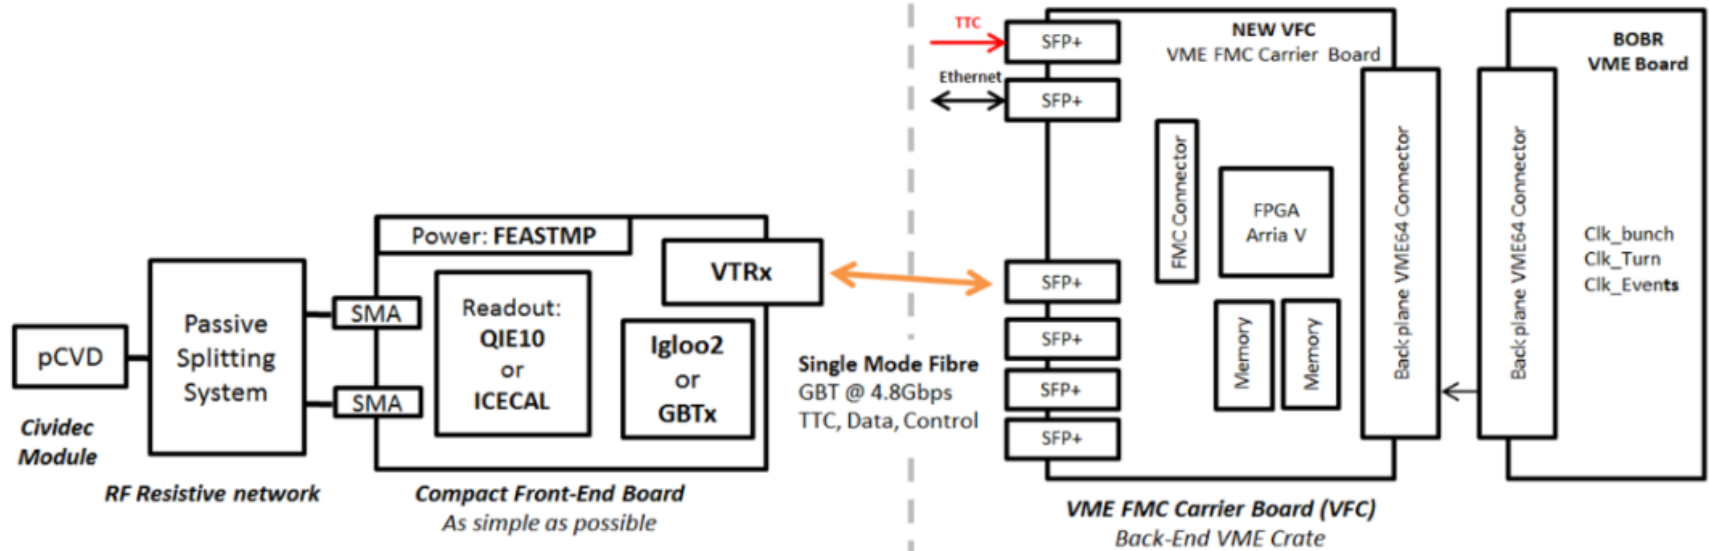 pCVD
Cividec
Module
Passive
Splitting
System
RF Resistive network
SMA
SMA
Power: FEASTMP
Readout:
QIE10
or
ICECAL
VTRx
Igloo2
or
GBTx
Compact Front-End Board
As simple as possible
Single Mode Fibre
GBT @ 4.8Gbps
TTC, Data, Control
TTC
Ethernet
SFP+
SFP+
SFP+
SFP+
SFP+
SFP+
NEW VFC
VME FMC Carrier Board
FMC Connector
FPGA
Arria V
Memory
Memory
Back plane VME64 Connector
VME FMC Carrier Board (VFC)
Back-End VME Crate
Back plane VME64 Connector
BOBR
VME Board
Clk_bunch
Clk_Turn
Clk_Events